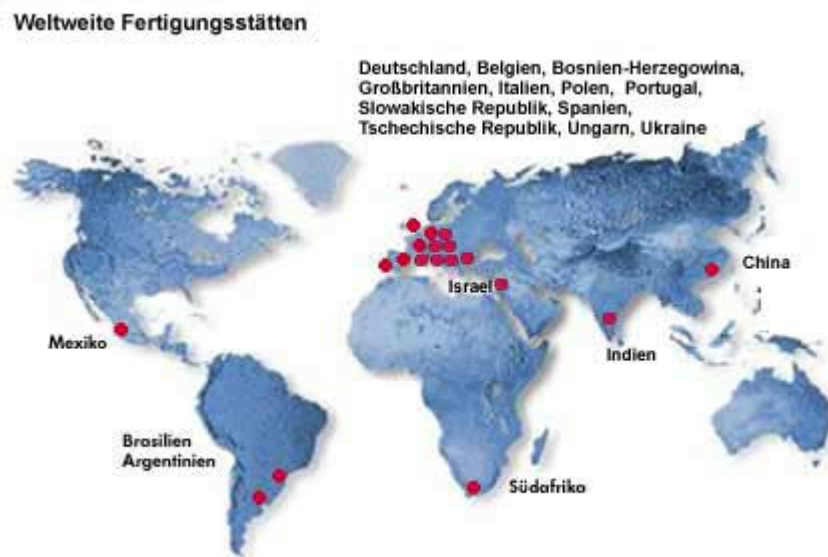 Weltweite Fertigungsstätten
Deutschland, Belgien, Bosnien-Herzegowina,
Großbritannien, Italien, Polen, Portugal,
Slowakische Republik, Spanien,
Tschechische Republik, Ungarn, Ukraine
China
Israel
Mexiko
Indien
Brasilien
Argentinien
Südafrika